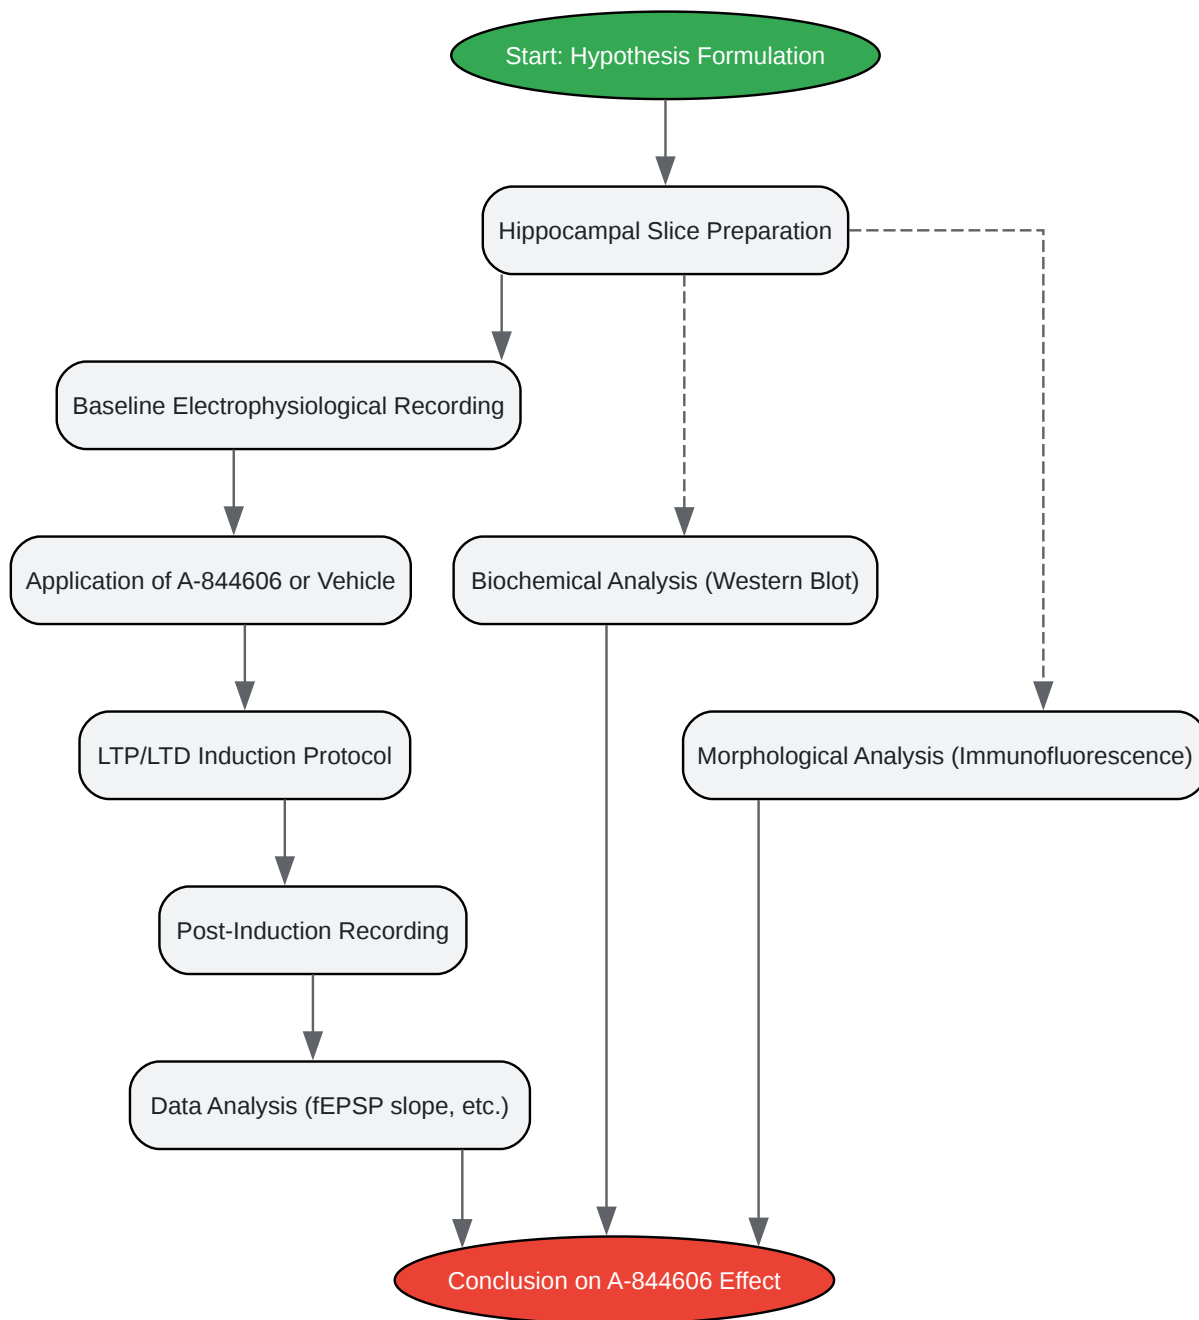 Start: Hypothesis Formulation
Hippocampal Slice Preparation
Baseline Electrophysiological Recording
Application of A-844606 or Vehicle
Biochemical Analysis (Western Blot)
LTP/LTD Induction Protocol
Morphological Analysis (Immunofluorescence)
Post-Induction Recording
Data Analysis (fEPSP slope, etc.)
Conclusion on A-844606 Effect